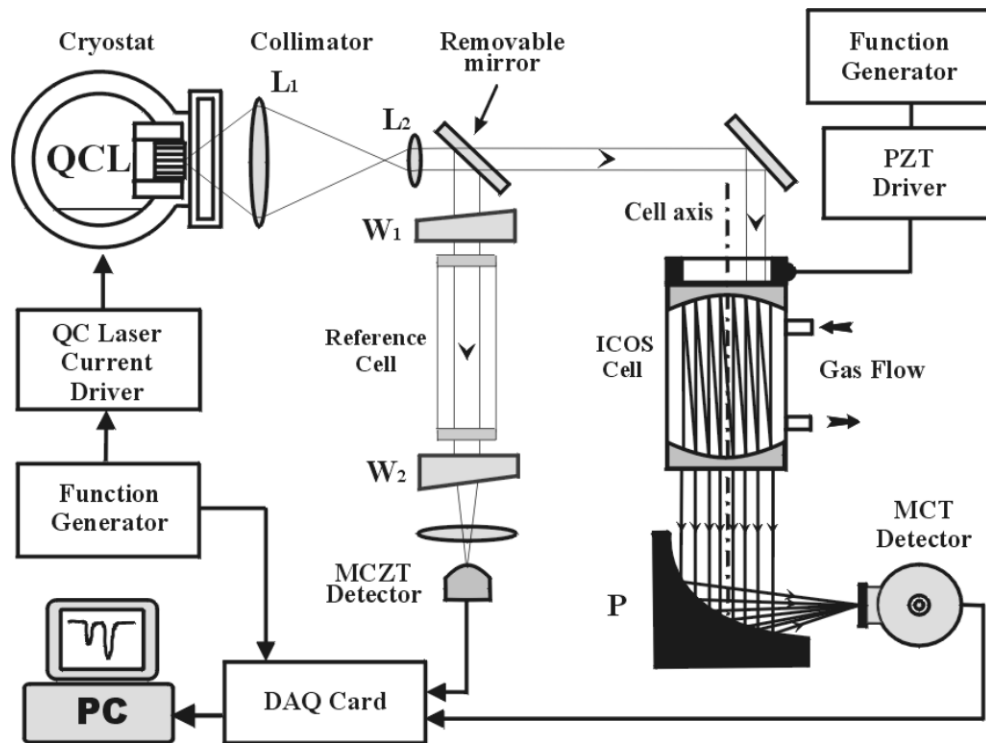 Cryostat
Collimator
Removable
mirror
Function
Generator
L1
L2
QCL
PZT
Driver
Cell axis
W1
QC Laser
Current
Driver
Reference
Cell
ICOS
Cell
Gas Flow
W2
Function
Generator
MCT
Detector
MCZT
Detector
P
PC
DAQ Card